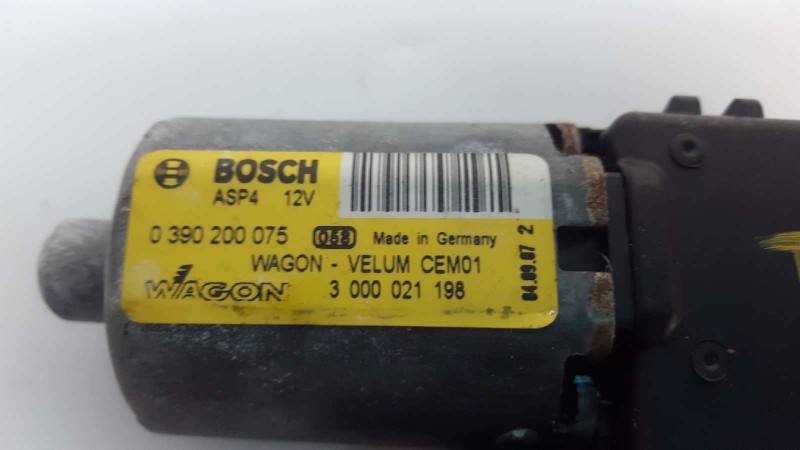 BOSCH
ASP4 12V
0 390 200 075 058 Made in Germany
WAGON - VELUM CEM01
WAGON 3 000 021 198
04.09.07 2